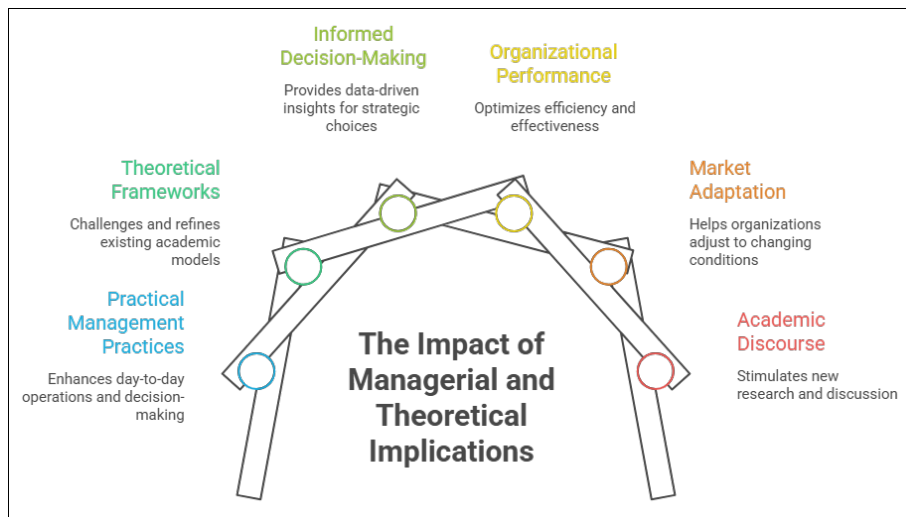 Informed
Decision-Making
Provides data-driven
insights for strategic
choices
Organizational
Performance
Optimizes efficiency and
effectiveness
Theoretical
Frameworks
Challenges and refines
existing academic
models
Market
Adaptation
Helps organizations
adjust to changing
conditions
Practical
Management
Practices
Enhances day-to-day
operations and decision-
making
Academic
Discourse
Stimulates new
research and discussion
The Impact of
Managerial and
Theoretical
Implications